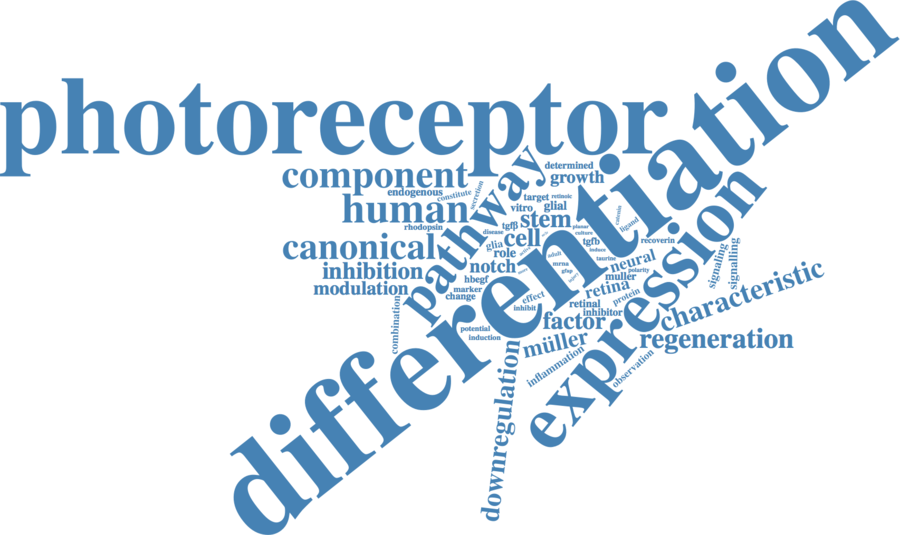 photoreceptor
differentiation
component
determined
growth
endogenous
constitute
secretion
pathway
target
retinoic
human
vitro
glial
rhodopsin
tgfβ
stem
catenin
ligand
disease
planar
culture
canonical
glia
cell
tgfb
recoverin
induce
role
adult
taurine
inhibition
notch
mrna
gfap
neural
polarity
signaling
signalling
hbegf
müller
modulation
marker
change
effect
retina
protein
characteristic
combination
inhibit
retinal
inhibitor
expression
potential
induction
factor
müller
regeneration
inflammation
observation
downregulation